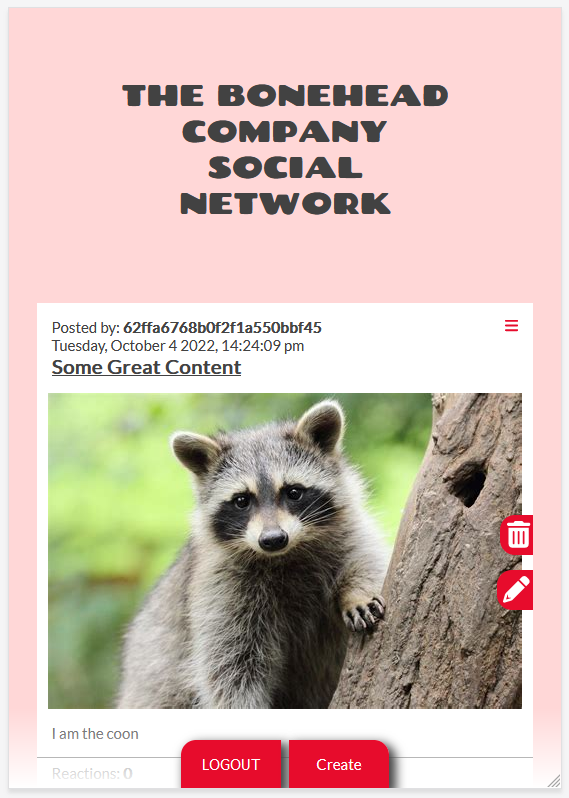 THE BONEHEAD
COMPANY
SOCIAL
NETWORK
Posted by: 62ffa6768b0f2f1a550bbf45
Tuesday, October 4 2022, 14:24:09 pm
Some Great Content
I am the coon
LOGOUT
Create
Reactions: 0